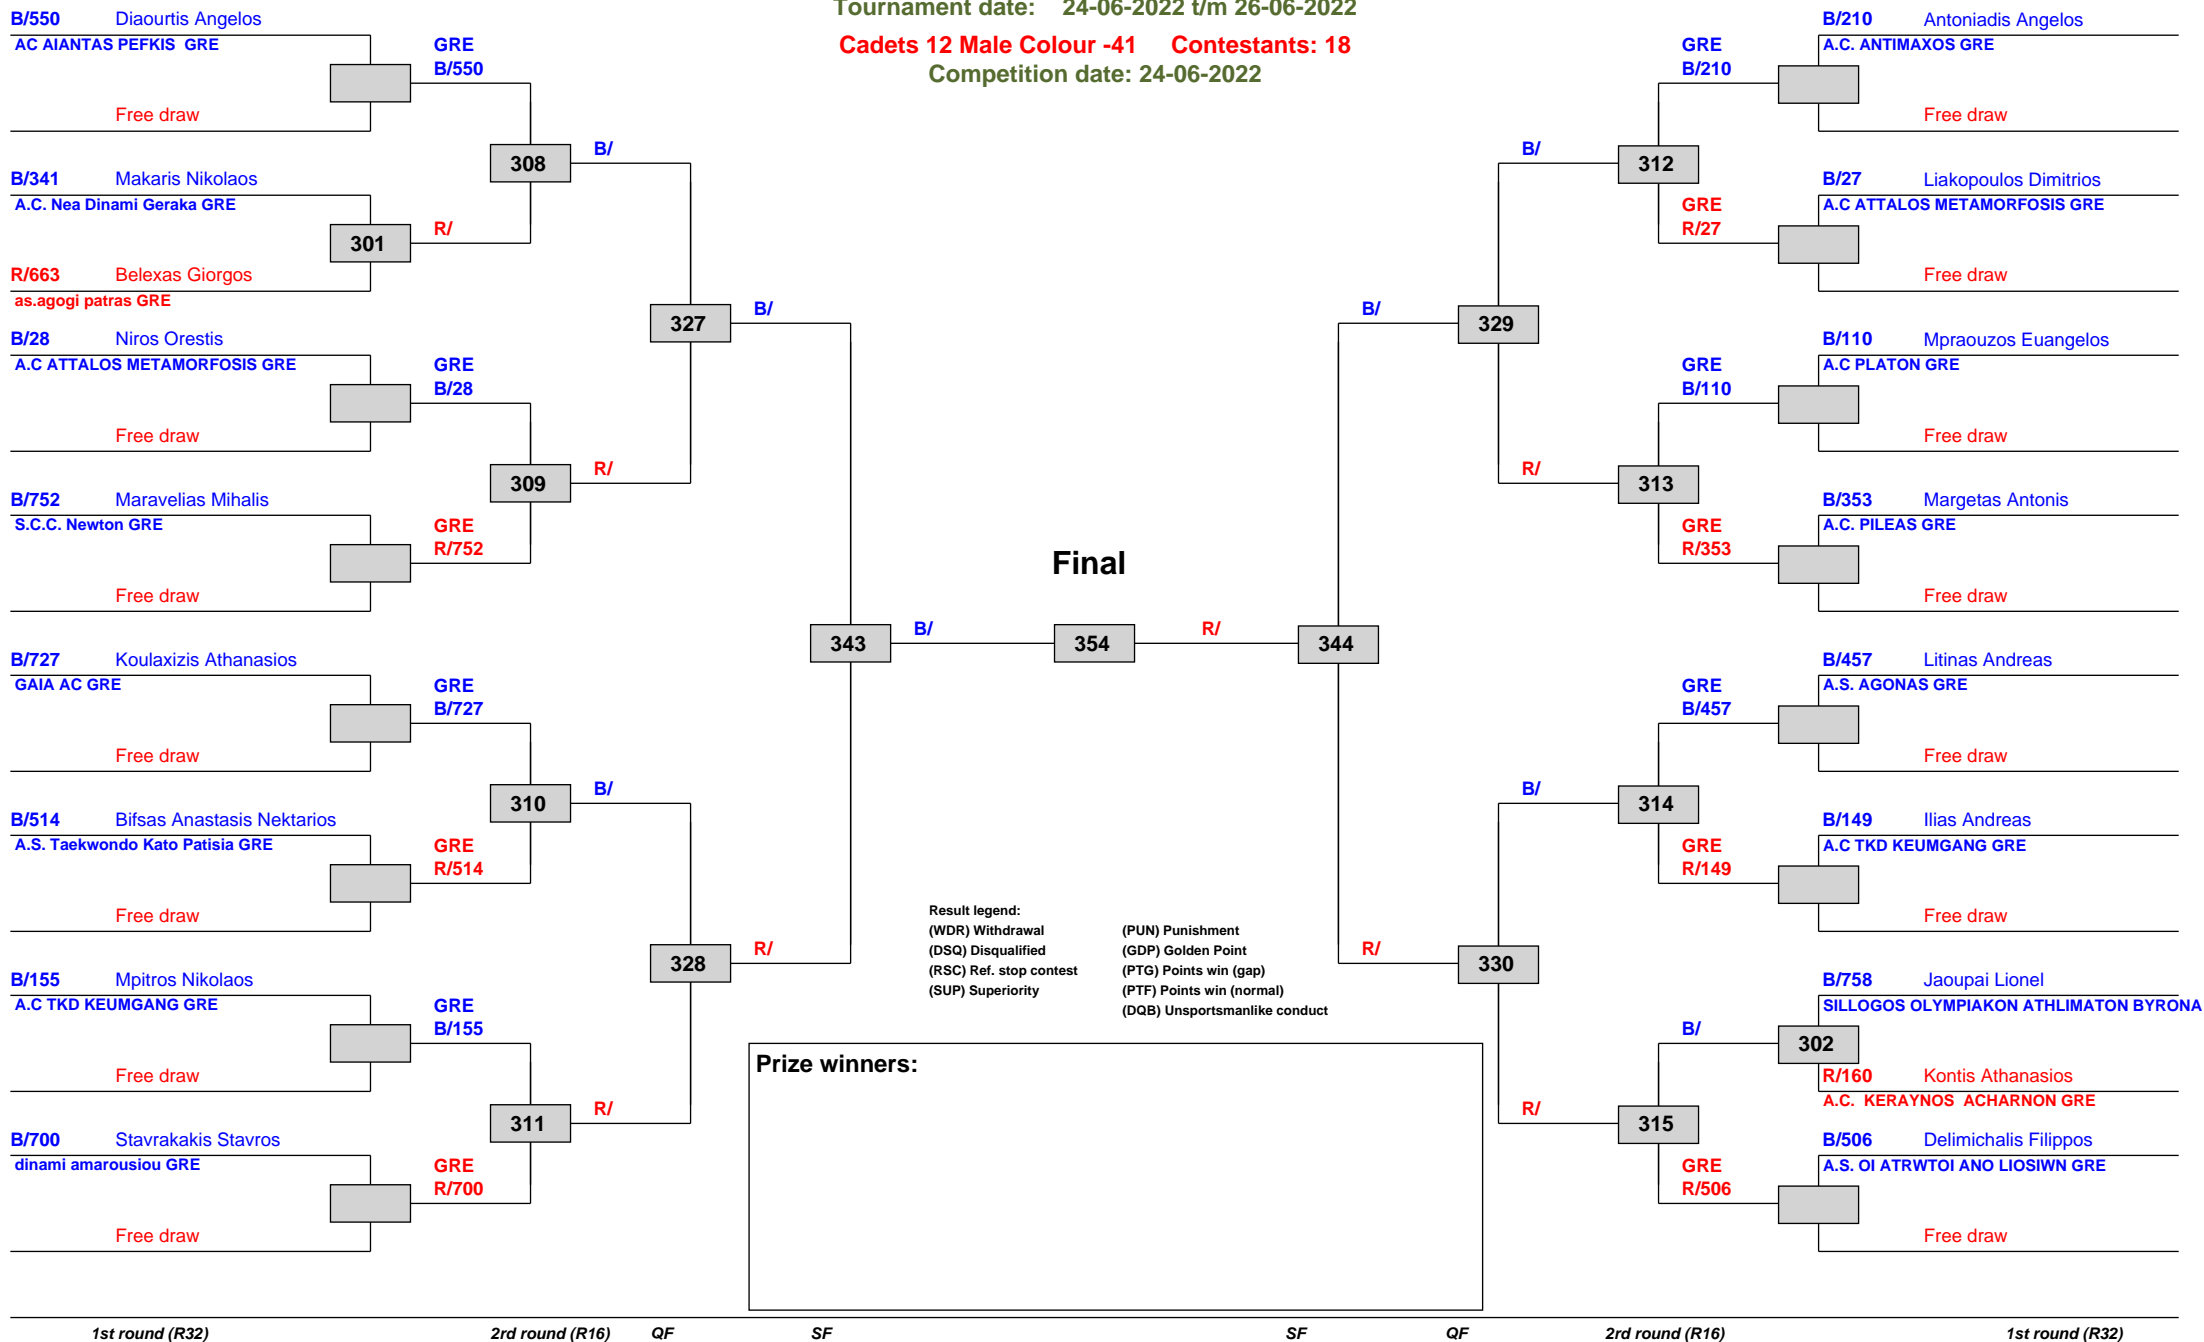 Tournament date: 24-06-2022 t/m 26-06-2022
Cadets 12 Male Colour -41 Contestants: 18
Competition date: 24-06-2022
B/550 Diaourtis Angelos
AC AIANTAS PEFKIS GRE
Free draw
GRE
B/550
B/341 Makaris Nikolaos
A.C. Nea Dinami Geraka GRE
301
R/663 Belexas Giorgos
as.agogi patras GRE
R/
308
B/
B/28 Niros Orestis
A.C ATTALOS METAMORFOSIS GRE
Free draw
GRE
B/28
B/752 Maravelias Mihalis
S.C.C. Newton GRE
Free draw
GRE
R/752
309
R/
327
B/
B/727 Koulaxizis Athanasios
GAIA AC GRE
Free draw
GRE
B/727
B/514 Bifsas Anastasis Nektarios
A.S. Taekwondo Kato Patisia GRE
Free draw
GRE
R/514
310
B/
B/155 Mpitros Nikolaos
A.C TKD KEUMGANG GRE
Free draw
GRE
B/155
B/700 Stavrakakis Stavros
dinami amarousiou GRE
Free draw
GRE
R/700
311
R/
328
R/
343
B/
Final
354
R/
344
B/
329
B/
312
GRE
B/210
B/210 Antoniadis Angelos
A.C. ANTIMAXOS GRE
Free draw
GRE
R/27
B/27 Liakopoulos Dimitrios
A.C ATTALOS METAMORFOSIS GRE
Free draw
R/
313
GRE
B/110
B/110 Mpraouzos Euangelos
A.C PLATON GRE
Free draw
GRE
R/353
B/353 Margetas Antonis
A.C. PILEAS GRE
Free draw
R/
330
B/
314
GRE
B/457
B/457 Litinas Andreas
A.S. AGONAS GRE
Free draw
GRE
R/149
B/149 Ilias Andreas
A.C TKD KEUMGANG GRE
Free draw
R/
315
B/
302
B/758 Jaoupai Lionel
SILLOGOS OLYMPIAKON ATHLIMATON BYRONA
R/160 Kontis Athanasios
A.C. KERAYNOS ACHARNON GRE
GRE
R/506
B/506 Delimichalis Filippos
A.S. OI ATRWTOI ANO LIOSIWN GRE
Free draw
Result legend:
(WDR) Withdrawal (PUN) Punishment
(DSQ) Disqualified (GDP) Golden Point
(RSC) Ref. stop contest (PTG) Points win (gap)
(SUP) Superiority (PTF) Points win (normal)
(DQB) Unsportsmanlike conduct
Prize winners:
1st round (R32) 2rd round (R16) QF SF SF QF 2rd round (R16) 1st round (R32)